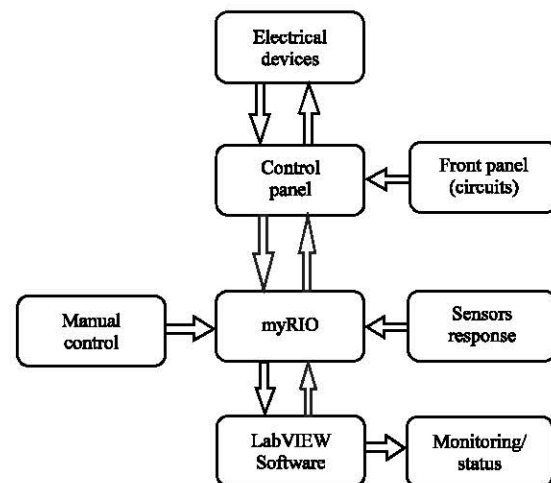 Electrical
devices
Control
panel
Front panel
(circuits)
Manual
control
myRIO
Sensors
response
LabVIEW
Software
Monitoring/
status